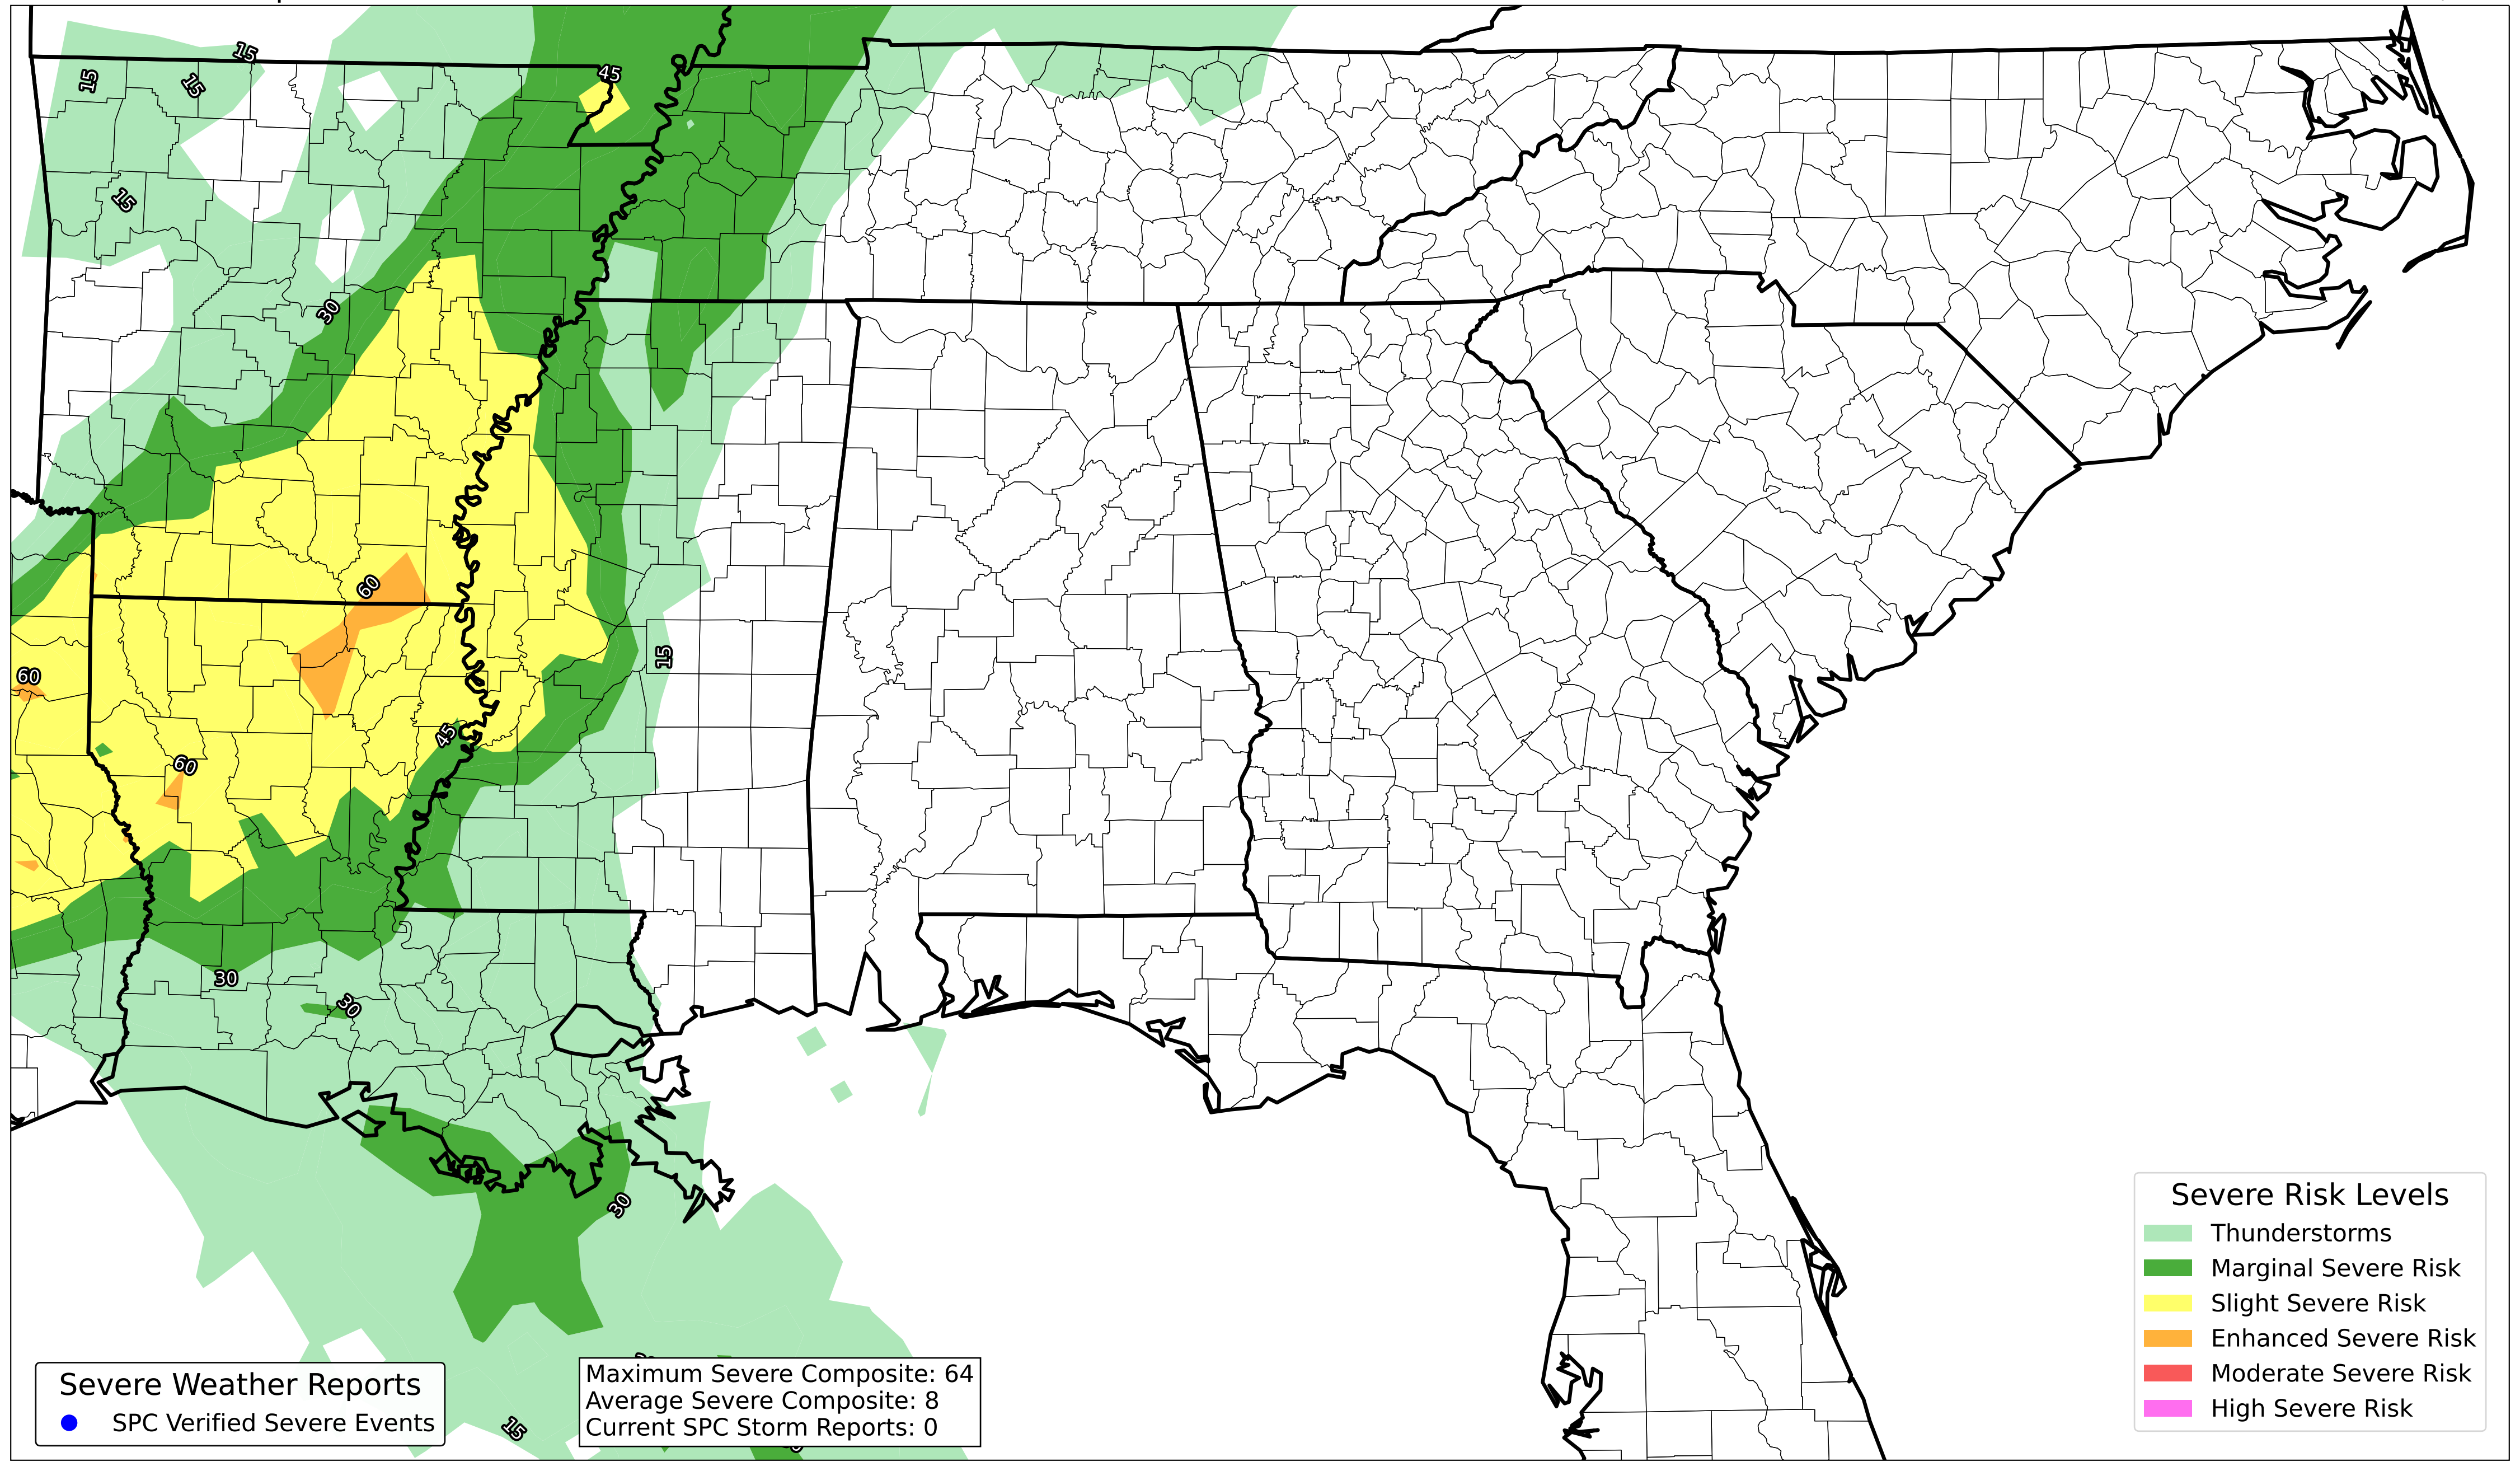 15
15
15
45
15
30
60
15
60
45
60
30
30
30
15
Severe Risk Levels
Thunderstorms
Marginal Severe Risk
Slight Severe Risk
Enhanced Severe Risk
Moderate Severe Risk
High Severe Risk
Severe Weather Reports
SPC Verified Severe Events
Maximum Severe Composite: 64
Average Severe Composite: 8
Current SPC Storm Reports: 0